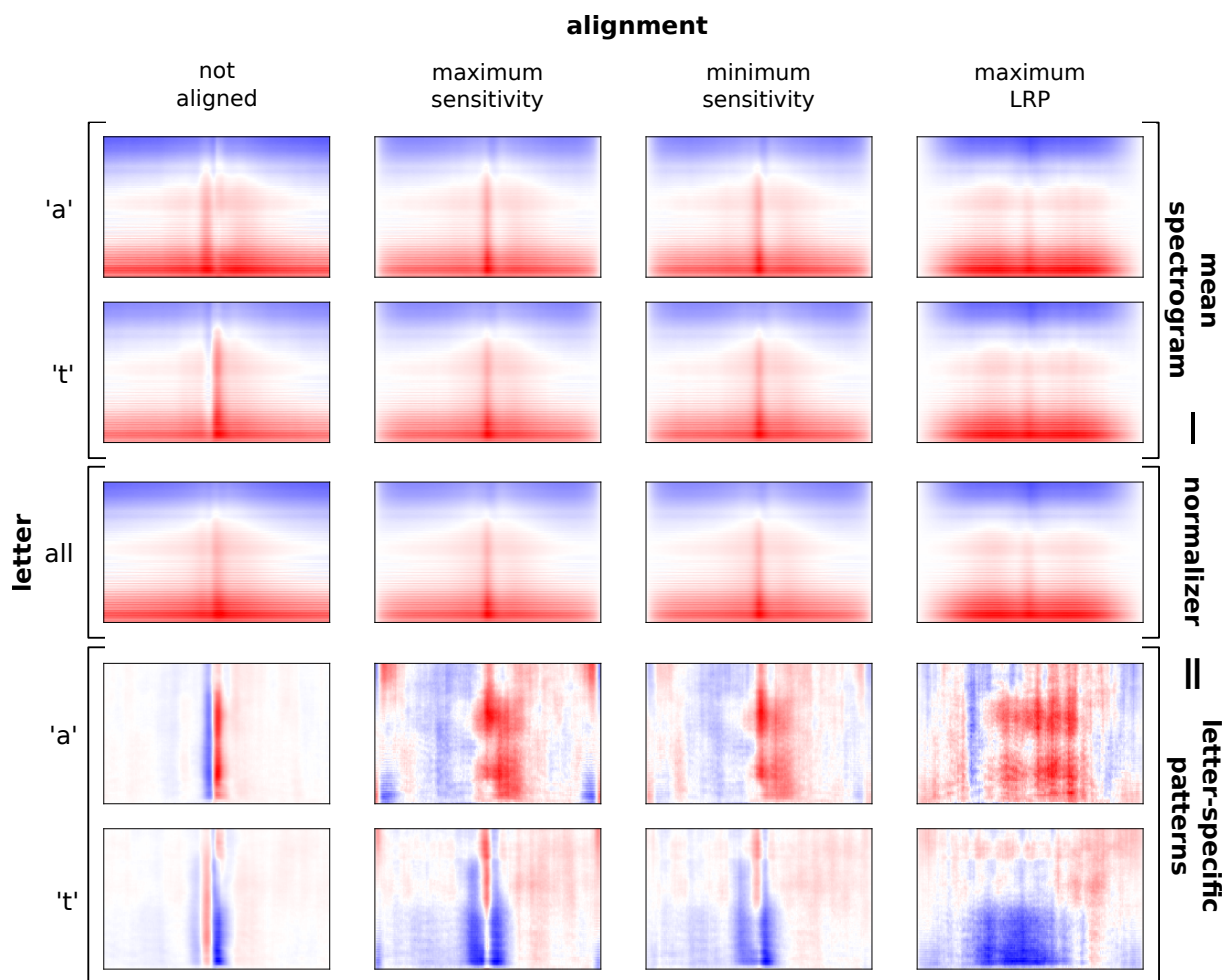 alignment
not
aligned
maximum
sensitivity
minimum
sensitivity
maximum
LRP
'a'
't'
mean
spectrogram
letter
all
normalizer
'a'
't'
letter-specific
patterns